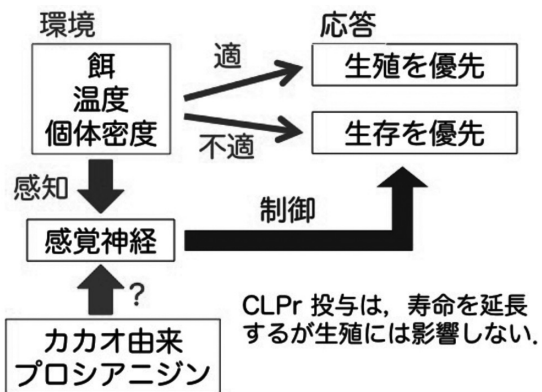 環境
応答
餌
温度
個体密度
適
不適
生殖を優先
生存を優先
感知
制御
感覚神経
?
カカオ由来
プロシアニジン
CLPr 投与は，寿命を延長
するが生殖には影響しない.